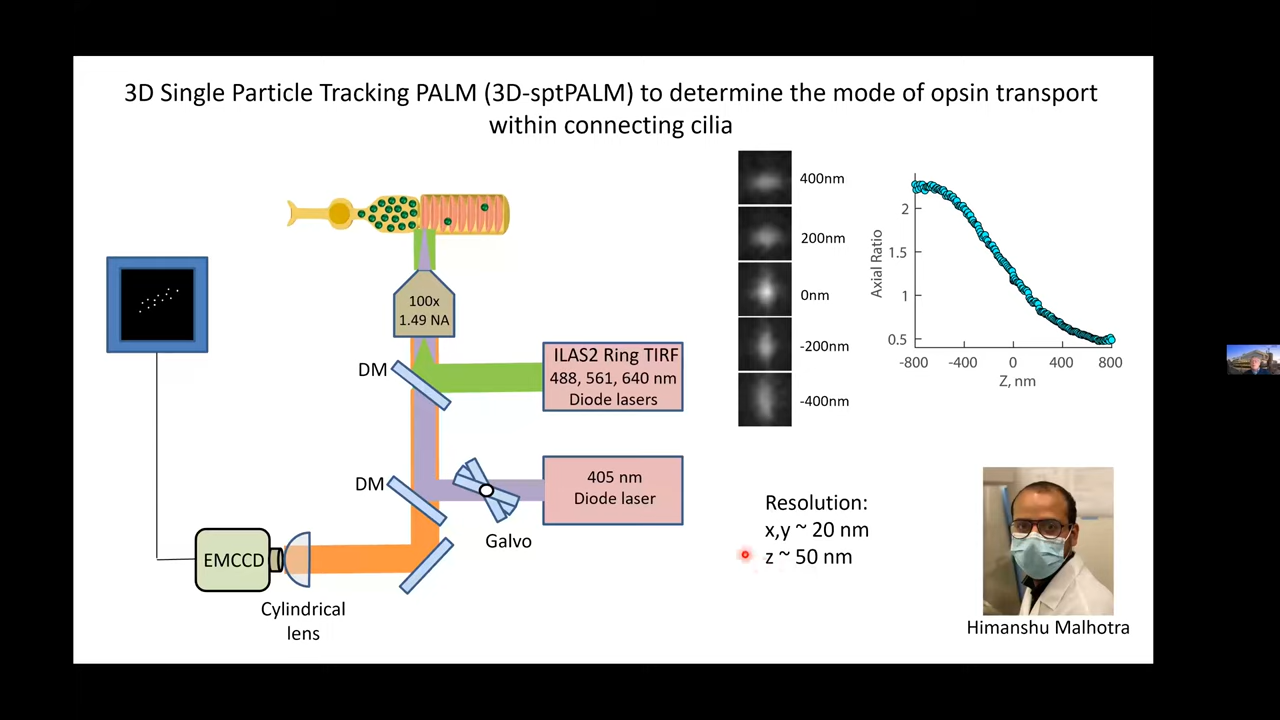 3D Single Particle Tracking PALM (3D-sptPALM) to determine the mode of opsin transport
within connecting cilia
100x
1.49 NA
DM
ILAS2 Ring TIRF
488, 561, 640 nm
Diode lasers
DM
405 nm
Diode laser
Galvo
EMCCD
Cylindrical
lens
400nm
200nm
0nm
-200nm
-400nm
Axial Ratio
2
1.5
1
0.5
-800
-400
0
400
800
Z, nm
Resolution:
x,y ~ 20 nm
z ~ 50 nm
Himanshu Malhotra